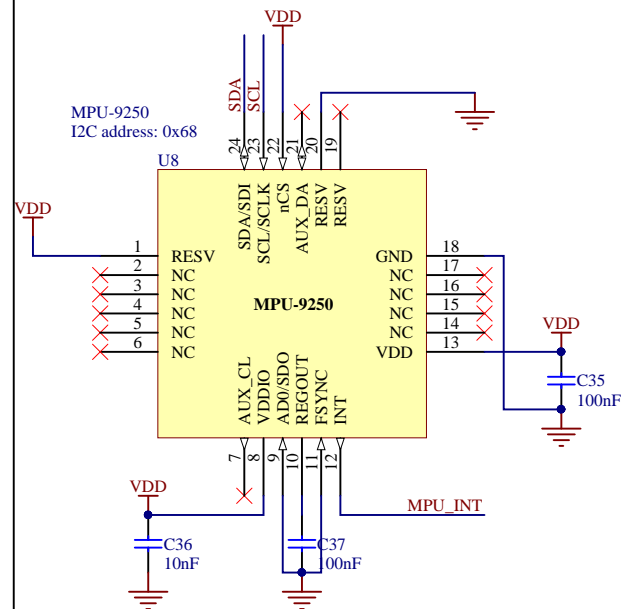 VDD
SDA
SCL
MPU-9250
I2C address: 0x68
U8
24
23
22
21
20
19
SDA/SDI
SCL/SCLK
nCS
AUX_DA
RESV
RESV
VDD
1 RESV
2 NC
3 NC
4 NC
5 NC
6 NC
MPU-9250
GND 18
NC 17
NC 16
NC 15
NC 14
VDD 13
VDD
C35
100nF
AUX_CL
VDDIO
AD0/SDO
REGOUT
FSYNC
INT
7
8
9
10
11
12
MPU_INT
VDD
C36
10nF
C37
100nF